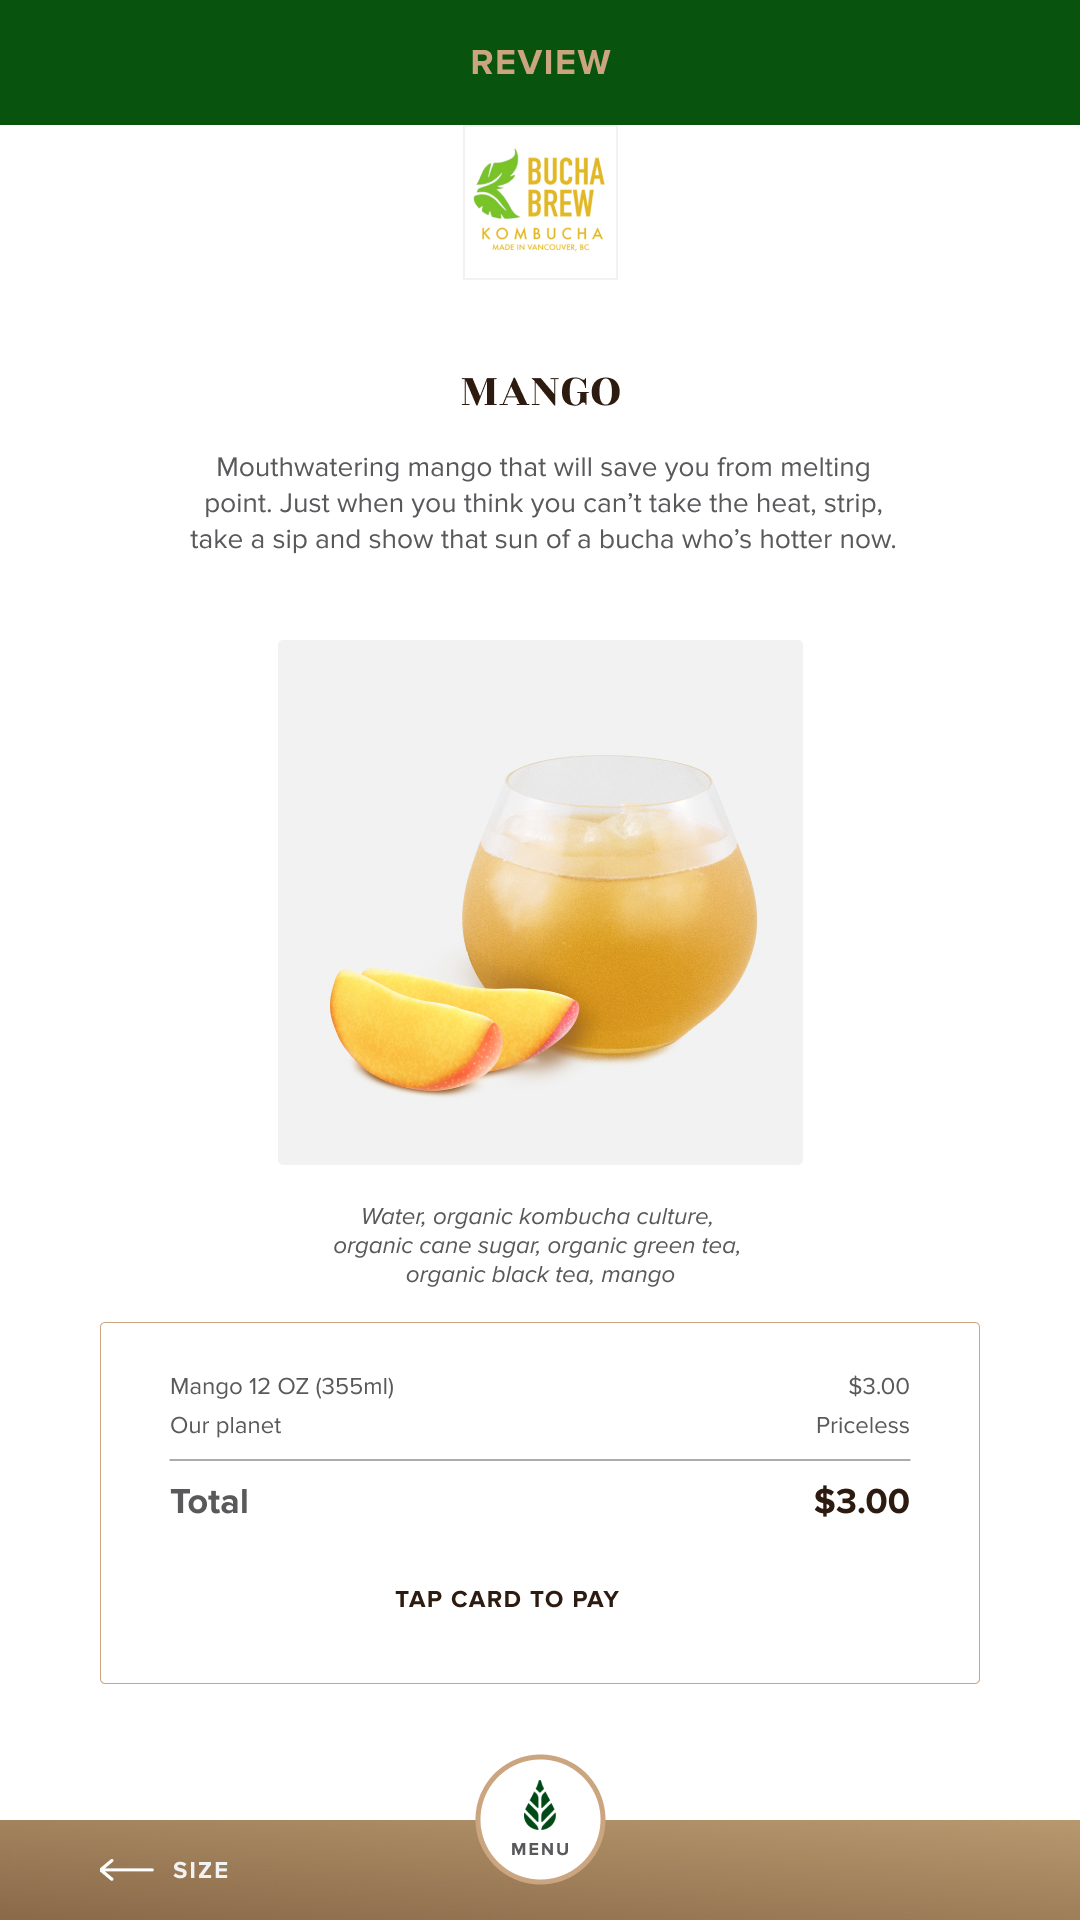 REVIEW
BUCHA
BREW
KOMBUCHA
MADE IN VANCOUVER, BC
MANGO
Mouthwatering mango that will save you from melting
point. Just when you think you can’t take the heat, strip,
take a sip and show that sun of a bucha who’s hotter now.
Water, organic kombucha culture,
organic cane sugar, organic green tea,
organic black tea, mango
Mango 12 OZ (355ml) $3.00
Our planet Priceless
Total $3.00
TAP CARD TO PAY
MENU
SIZE